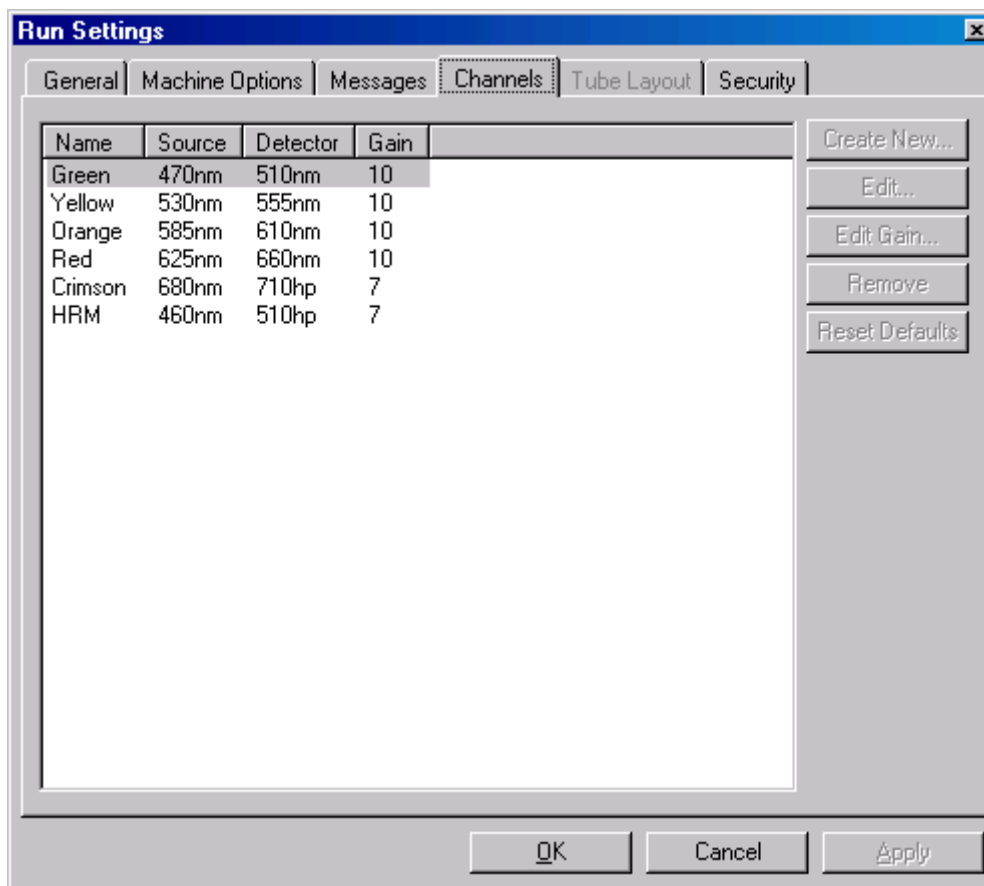 Run Settings
General Machine Options Messages Channels Tube Layout Security
Name Source Detector Gain
Green 470nm 510nm 10
Yellow 530nm 555nm 10
Orange 585nm 610nm 10
Red 625nm 660nm 10
Crimson 680nm 710hp 7
HRM 460nm 510hp 7
Create New...
Edit...
Edit Gain...
Remove
Reset Defaults
OK Cancel Apply